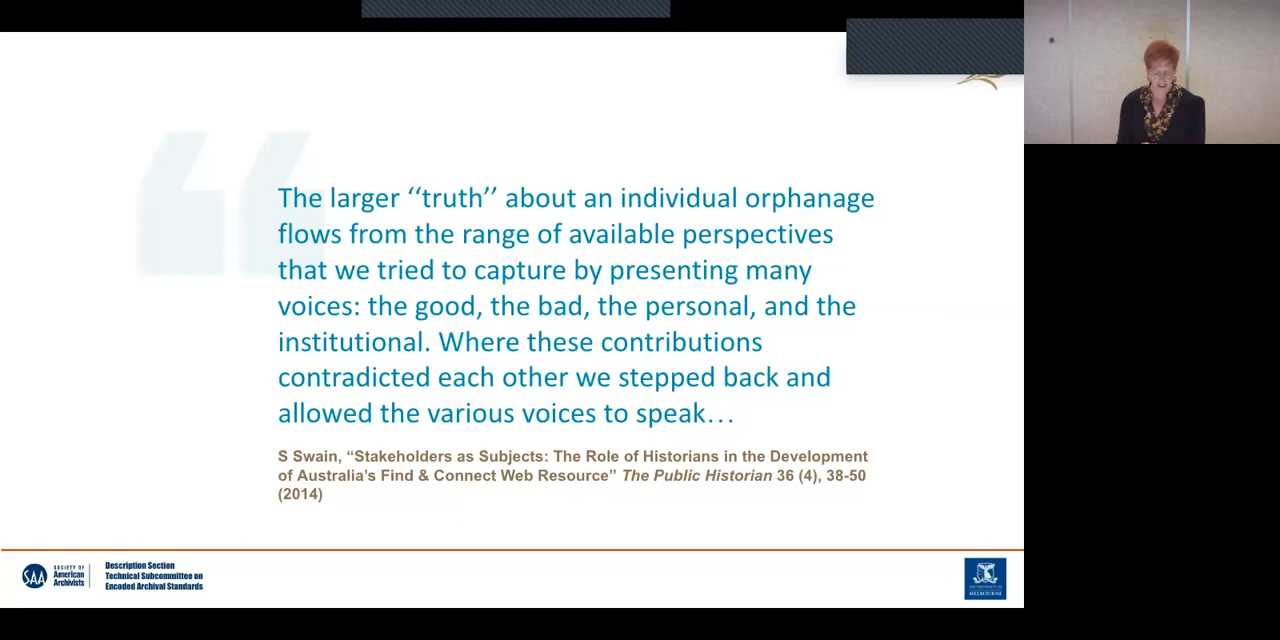 The larger ‘‘truth’’ about an individual orphanage
flows from the range of available perspectives
that we tried to capture by presenting many
voices: the good, the bad, the personal, and the
institutional. Where these contributions
contradicted each other we stepped back and
allowed the various voices to speak…
S Swain, “Stakeholders as Subjects: The Role of Historians in the Development
of Australia’s Find & Connect Web Resource” The Public Historian 36 (4), 38-50
(2014)
SAA
SOCIETY OF
American
Archivists
Description Section
Technical Subcommittee on
Encoded Archival Standards
THE UNIVERSITY OF
MELBOURNE